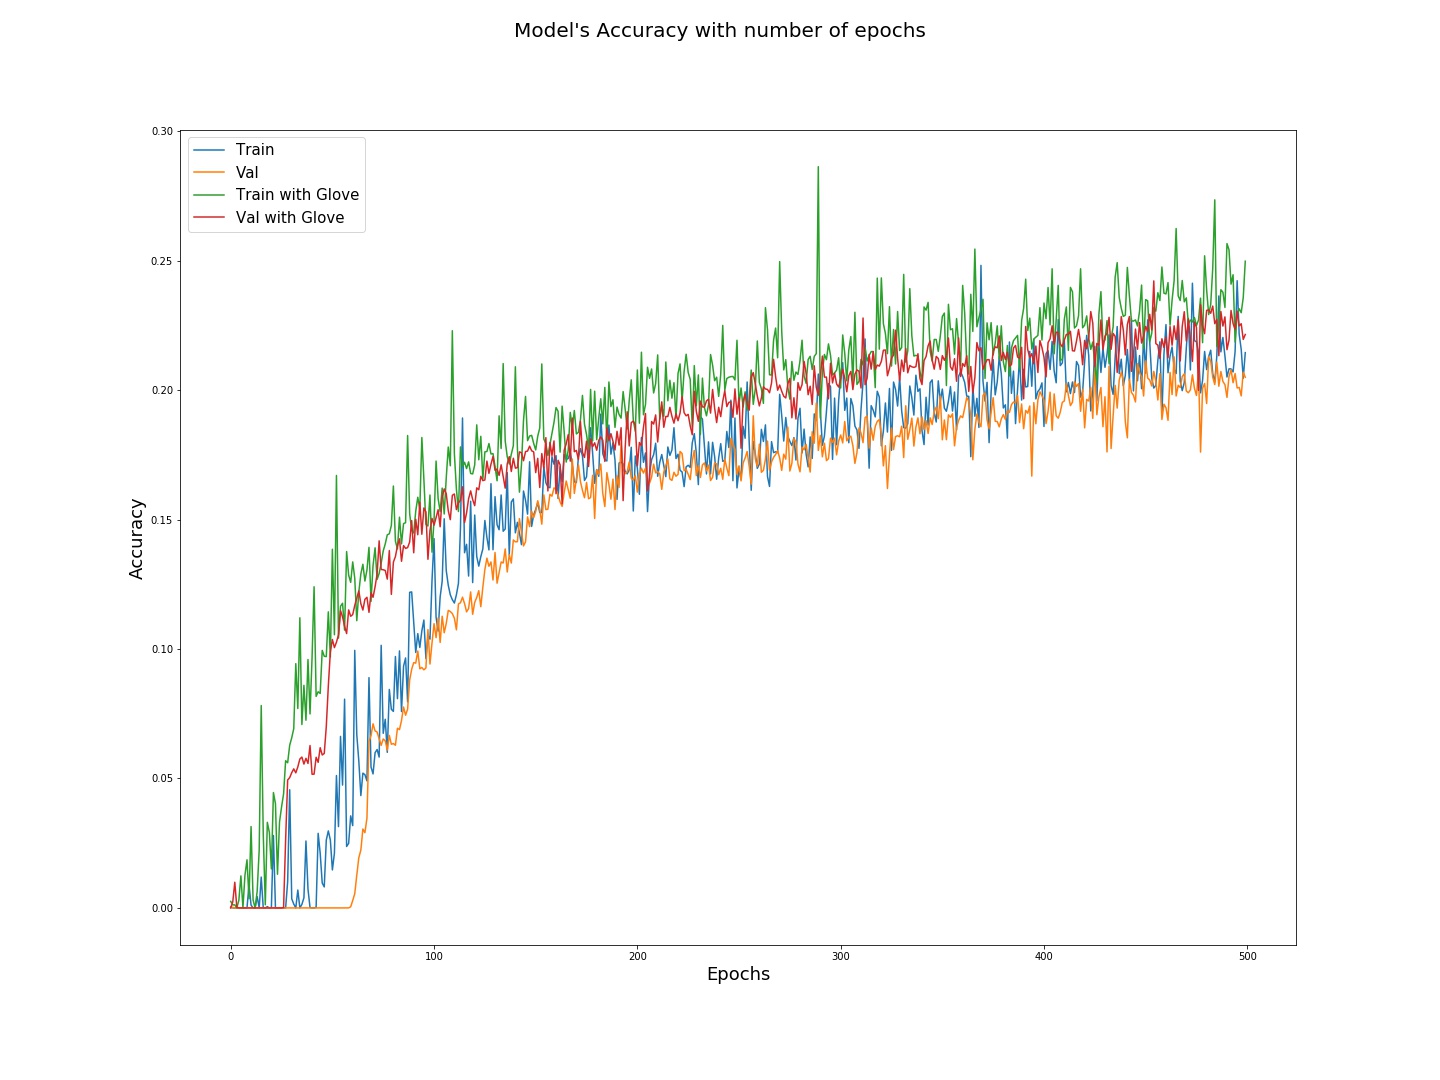 Model's Accuracy with number of epochs
0.30
Train
Val
Train with Glove
Val with Glove
0.25
0.20
0.15
Accuracy
0.10
0.05
0.00
0 100 200 300 400 500
Epochs